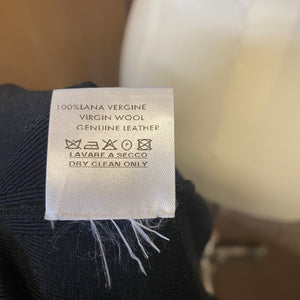 100%LANA VERGINE
VIRGIN WOOL
GENUINE LEATHER
LAVARE A SECCO
DRY CLEAN ONLY